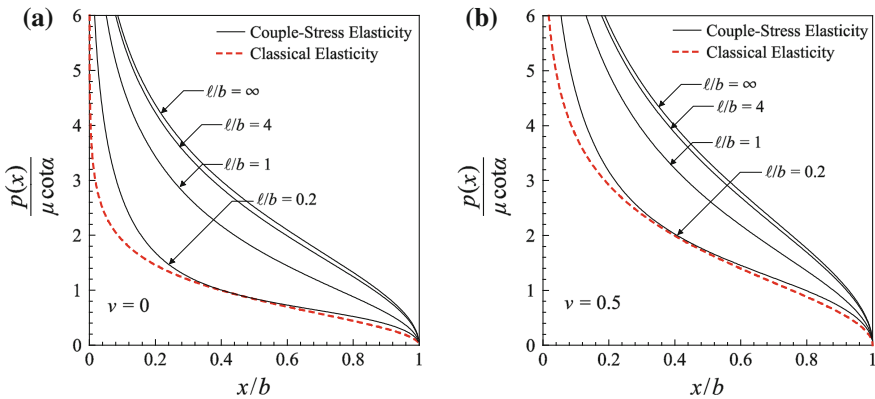 (a)
6
5
4
3
2
1
0
p(x)
μ cotα
Couple-Stress Elasticity
Classical Elasticity
ℓ/b = ∞
ℓ/b = 4
ℓ/b = 1
ℓ/b = 0.2
ν = 0
0 0.2 0.4 0.6 0.8 1
x/b
(b)
6
5
4
3
2
1
0
p(x)
μ cotα
Couple-Stress Elasticity
Classical Elasticity
ℓ/b = ∞
ℓ/b = 4
ℓ/b = 1
ℓ/b = 0.2
ν = 0.5
0 0.2 0.4 0.6 0.8 1
x/b